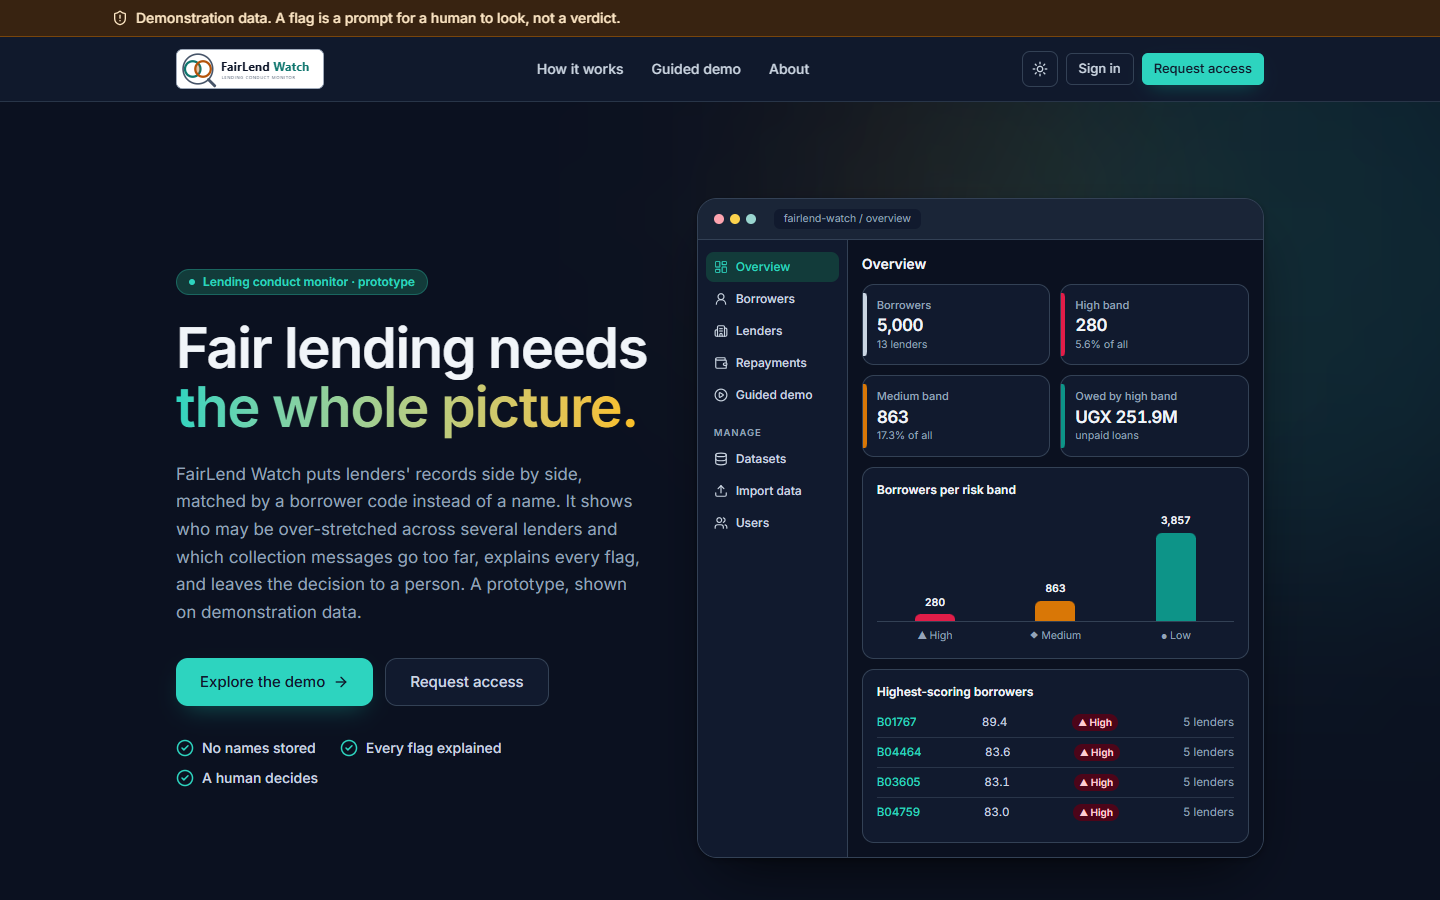 Demonstration data. A flag is a prompt for a human to look, not a verdict.
FairLend Watch
LENDING CONDUCT MONITOR
How it works
Guided demo
About
Sign in
Request access
Lending conduct monitor · prototype
Fair lending needs
the whole picture.
FairLend Watch puts lenders' records side by side,
matched by a borrower code instead of a name. It shows
who may be over-stretched across several lenders and
which collection messages go too far, explains every flag,
and leaves the decision to a person. A prototype, shown
on demonstration data.
Explore the demo →
Request access
No names stored
Every flag explained
A human decides
fairlend-watch / overview
Overview
Borrowers
Lenders
Repayments
Guided demo
MANAGE
Datasets
Import data
Users
Overview
Borrowers
5,000
13 lenders
High band
280
5.6% of all
Medium band
863
17.3% of all
Owed by high band
UGX 251.9M
unpaid loans
Borrowers per risk band
280
863
3,857
▲ High
◆ Medium
● Low
Highest-scoring borrowers
B01767 89.4 ▲ High 5 lenders
B04464 83.6 ▲ High 5 lenders
B03605 83.1 ▲ High 5 lenders
B04759 83.0 ▲ High 5 lenders